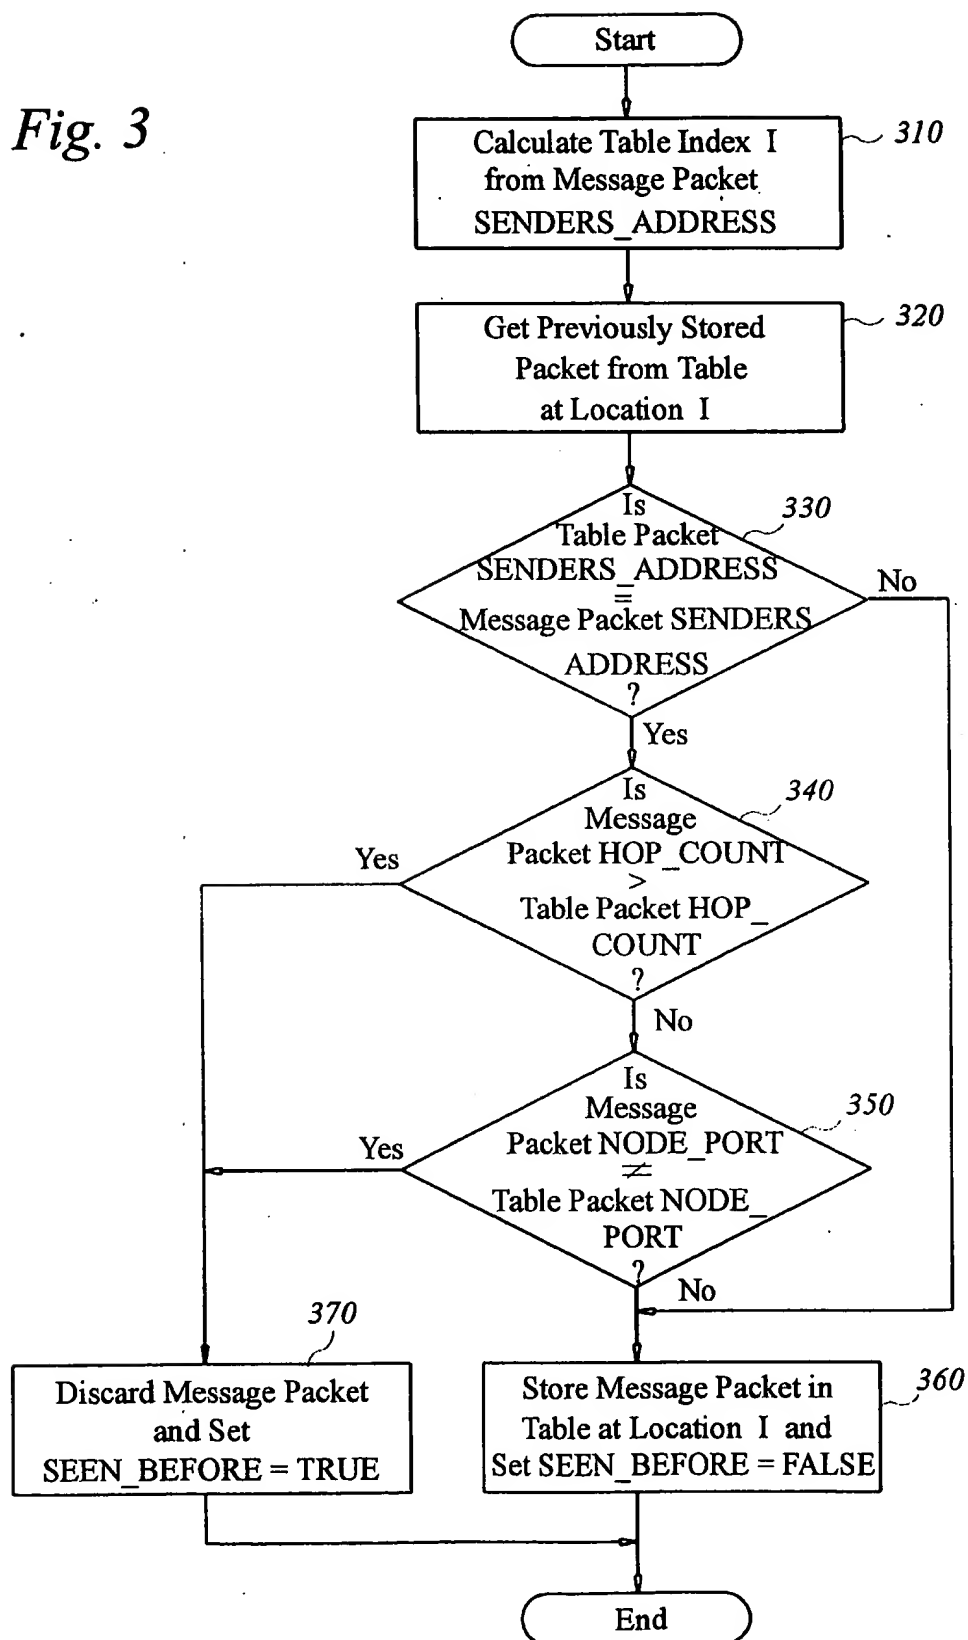 Start
Fig. 3
310
Calculate Table Index I
from Message Packet
SENDERS_ADDRESS
320
Get Previously Stored
Packet from Table
at Location I
330
Is
Table Packet
SENDERS_ADDRESS
=
Message Packet SENDERS
ADDRESS
?
No
Yes
340
Is
Message
Packet HOP_COUNT
>
Table Packet HOP_
COUNT
?
Yes
No
350
Is
Message
Packet NODE_PORT
≠
Table Packet NODE_
PORT
?
Yes
No
370
Discard Message Packet
and Set
SEEN_BEFORE = TRUE
360
Store Message Packet in
Table at Location I and
Set SEEN_BEFORE = FALSE
End